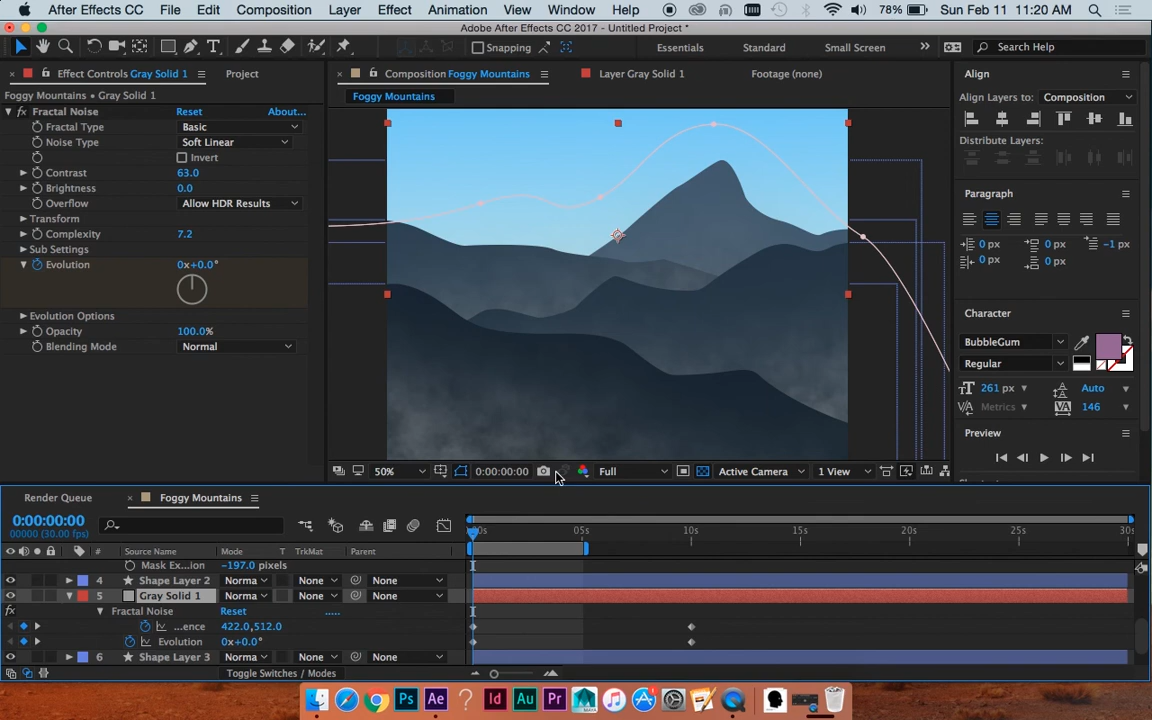 After Effects CC File Edit Composition Layer Effect Animation View Window Help 78% Sun Feb 11 11:20 AM
Adobe After Effects CC 2017 - Untitled Project *
Snapping Essentials Standard Small Screen Search Help
Effect Controls Gray Solid 1 Project
Composition Foggy Mountains Layer Gray Solid 1 Footage (none)
Foggy Mountains • Gray Solid 1
Foggy Mountains
fx Fractal Noise Reset About...
Fractal Type Basic
Noise Type Soft Linear
Invert
Contrast 63.0
Brightness 0.0
Overflow Allow HDR Results
Transform
Complexity 7.2
Sub Settings
Evolution 0x+0.0°
Evolution Options
Opacity 100.0%
Blending Mode Normal
50% 0:00:00:00 Full Active Camera 1 View
Align
Align Layers to: Composition
Distribute Layers:
Paragraph
0 px 0 px -1 px
0 px 0 px
Character
BubbleGum
Regular
261 px Auto
Metrics 146
Preview
Render Queue Foggy Mountains
0:00:00:00
00000 (30.00 fps)
05s 10s 15s 20s 25s 30s
# Source Name Mode T TrkMat Parent
Mask Ex...ion -197.0 pixels
4 Shape Layer 2 Norma None None
5 Gray Solid 1 Norma None None
fx Fractal Noise Reset .....
...ence 422.0,512.0
Evolution 0x+0.0°
6 Shape Layer 3 Norma None None
Toggle Switches / Modes
Ps Ae ? Id Au Pr MAYA